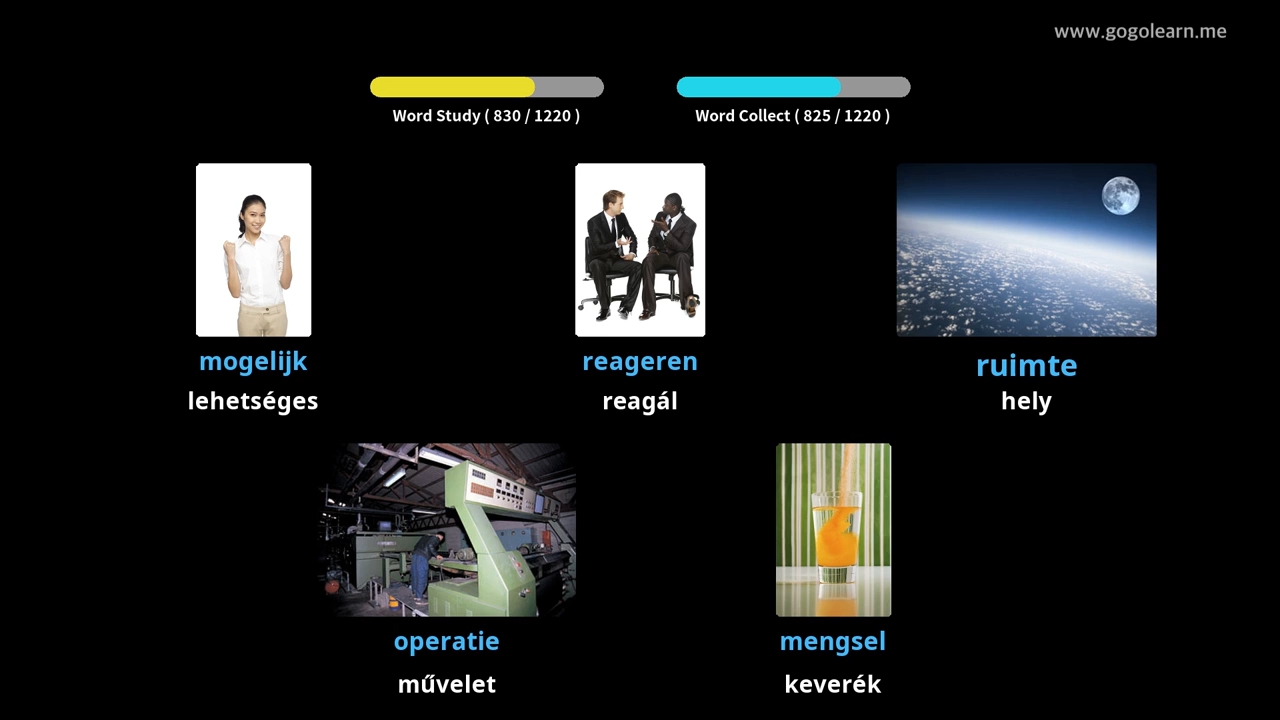 www.gogolearn.me
Word Study ( 830 / 1220 )
Word Collect ( 825 / 1220 )
mogelijk
lehetséges
reageren
reagál
ruimte
hely
operatie
művelet
mengsel
keverék